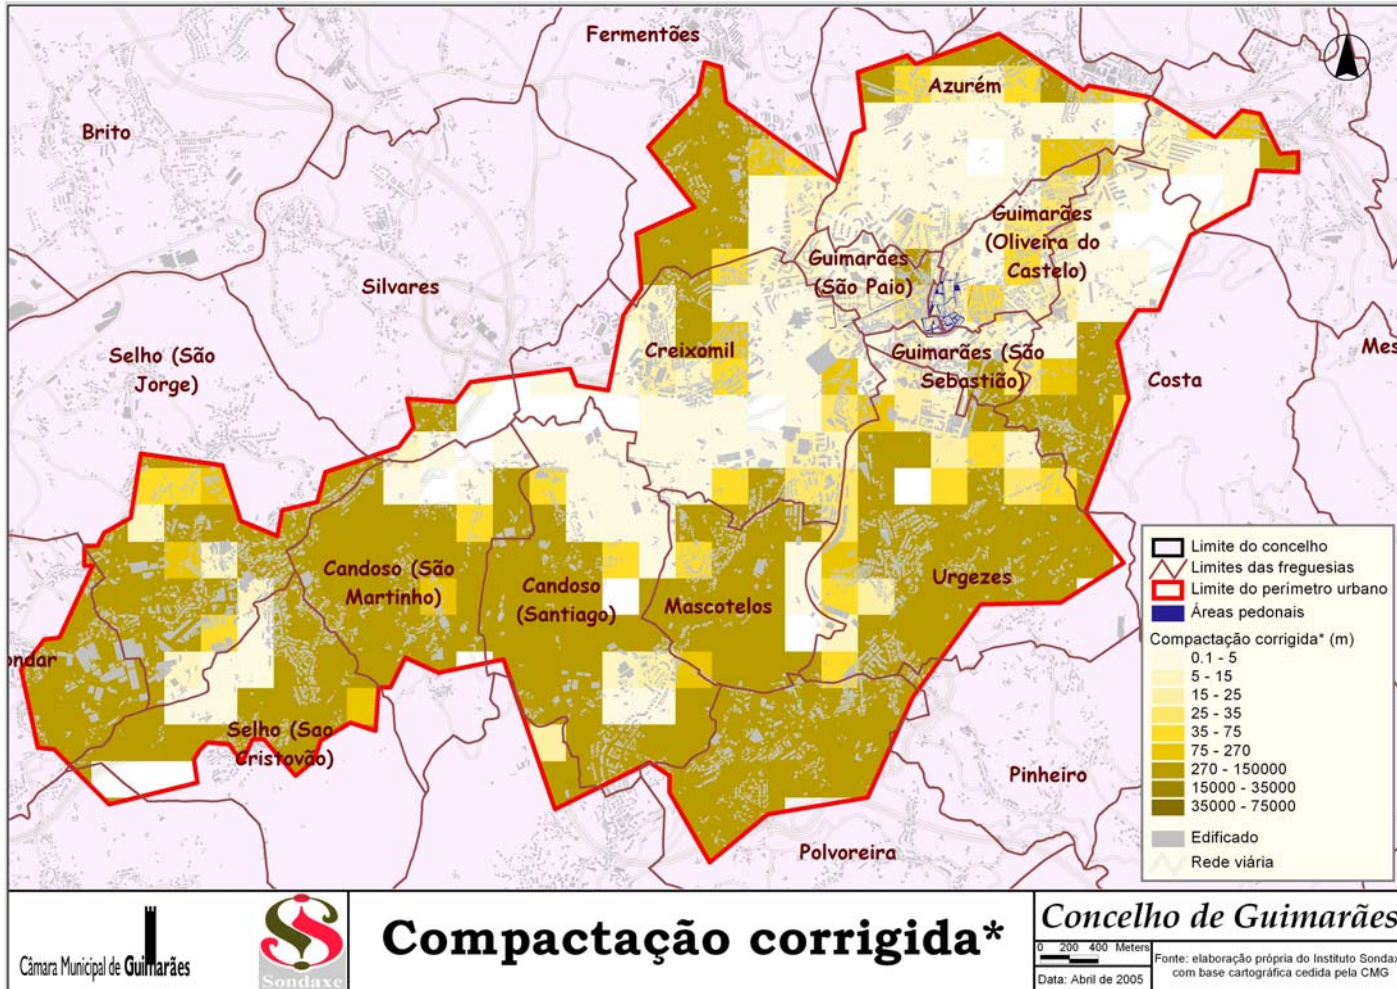 Fermentões
Azurém
Brito
Guimarães
(Oliveira do
Castelo)
Guimarães
(São Paio)
Silvares
Selho (São
Jorge)
Creixomil
Guimarães (São
Sebastião)
Costa
Mes
Candoso (São
Martinho)
Candoso
(Santiago)
Mascotelos
Urgezes
ondar
Selho (Sao
Cristovão)
Pinheiro
Polvoreira
Limite do concelho
Limites das freguesias
Limite do perímetro urbano
Áreas pedonais
Compactação corrigida* (m)
0.1 - 5
5 - 15
15 - 25
25 - 35
35 - 75
75 - 270
270 - 150000
15000 - 35000
35000 - 75000
Edificado
Rede viária
Câmara Municipal de Guimarães
Sondaxe
Compactação corrigida*
Concelho de Guimarães
0 200 400 Meters
Data: Abril de 2005
Fonte: elaboração própria do Instituto Sondax
com base cartográfica cedida pela CMG